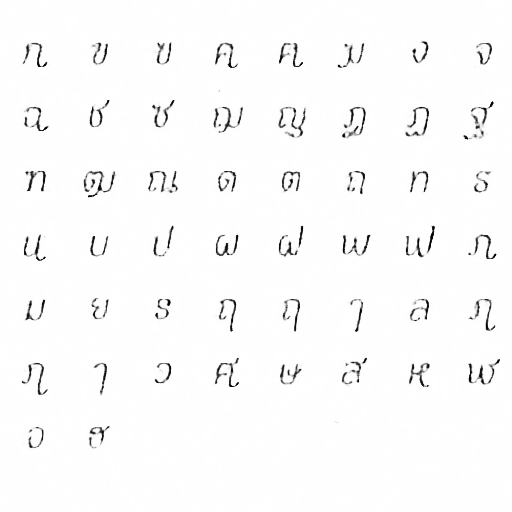 ก ข ฃ ค ฅ ฆ ง จ
ฉ ช ซ ฌ ญ ฎ ฏ ฐ
ฑ ฒ ณ ด ต ถ ท ธ
น บ ป ผ ฝ พ ฟ ภ
ม ย ร ฤ ฤ า ล ฦ
ฦ ๅ ว ศ ษ ส ห ฬ
อ ฮ